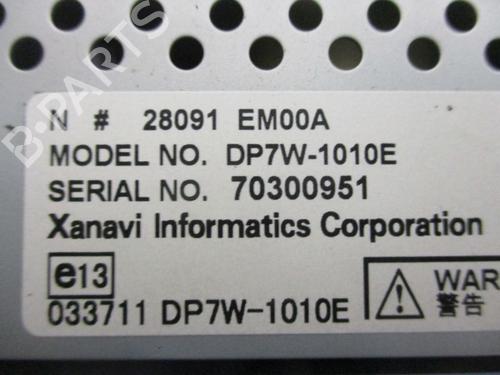 B-PARTS
N # 28091 EM00A
MODEL NO. DP7W-1010E
SERIAL NO. 70300951
Xanavi Informatics Corporation
e13
033711 DP7W-1010E
WAR
警告